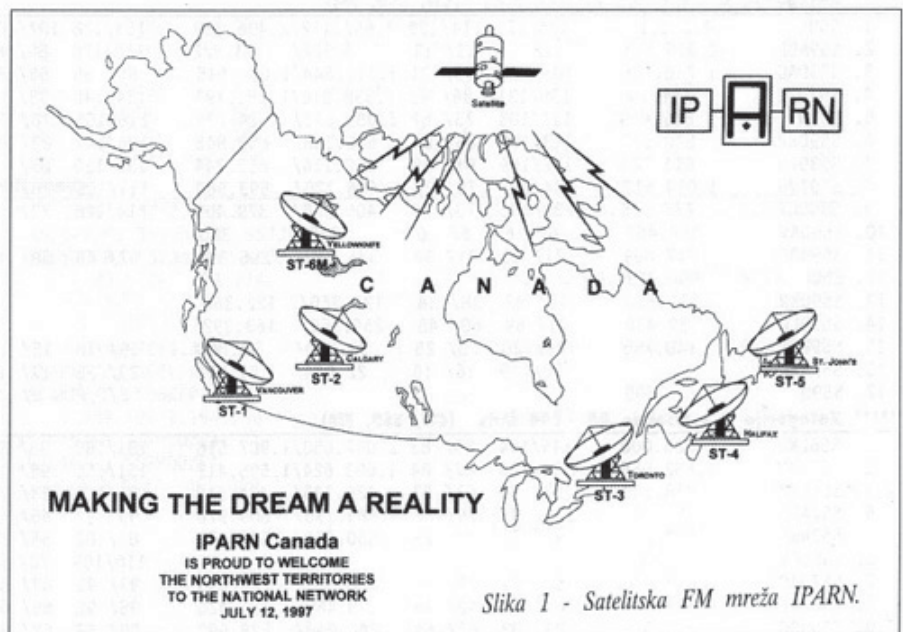 Satellite
IP A RN
YELLOWKNIFE
ST-6M
C A N A D A
CALGARY
ST-2
VANCOUVER
ST-1
ST. JOHN'S
ST-5
HALIFAX
ST-4
TORONTO
ST-3
MAKING THE DREAM A REALITY
IPARN Canada
IS PROUD TO WELCOME
THE NORTHWEST TERRITORIES
TO THE NATIONAL NETWORK
JULY 12, 1997
Slika 1 - Satelitska FM mreža IPARN.